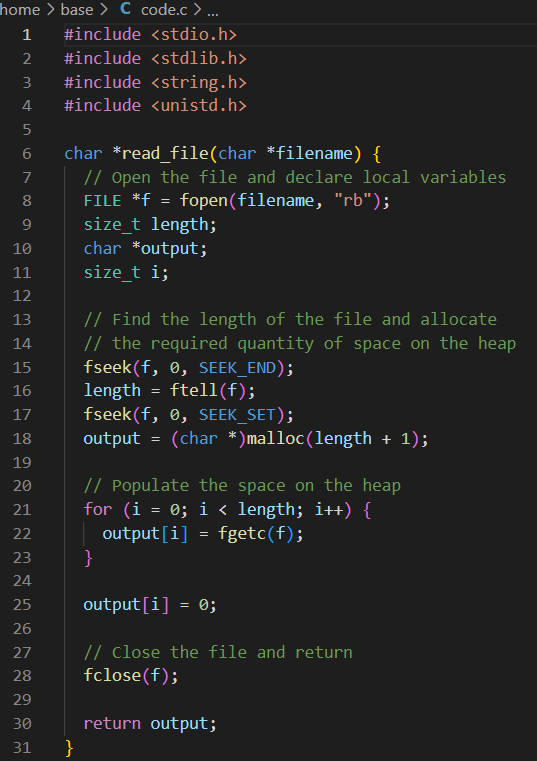 home > base > C code.c > ...
1 #include <stdio.h>
2 #include <stdlib.h>
3 #include <string.h>
4 #include <unistd.h>
5
6 char *read_file(char *filename) {
7   // Open the file and declare local variables
8   FILE *f = fopen(filename, "rb");
9   size_t length;
10   char *output;
11   size_t i;
12
13   // Find the length of the file and allocate
14   // the required quantity of space on the heap
15   fseek(f, 0, SEEK_END);
16   length = ftell(f);
17   fseek(f, 0, SEEK_SET);
18   output = (char *)malloc(length + 1);
19
20   // Populate the space on the heap
21   for (i = 0; i < length; i++) {
22     output[i] = fgetc(f);
23   }
24
25   output[i] = 0;
26
27   // Close the file and return
28   fclose(f);
29
30   return output;
31 }